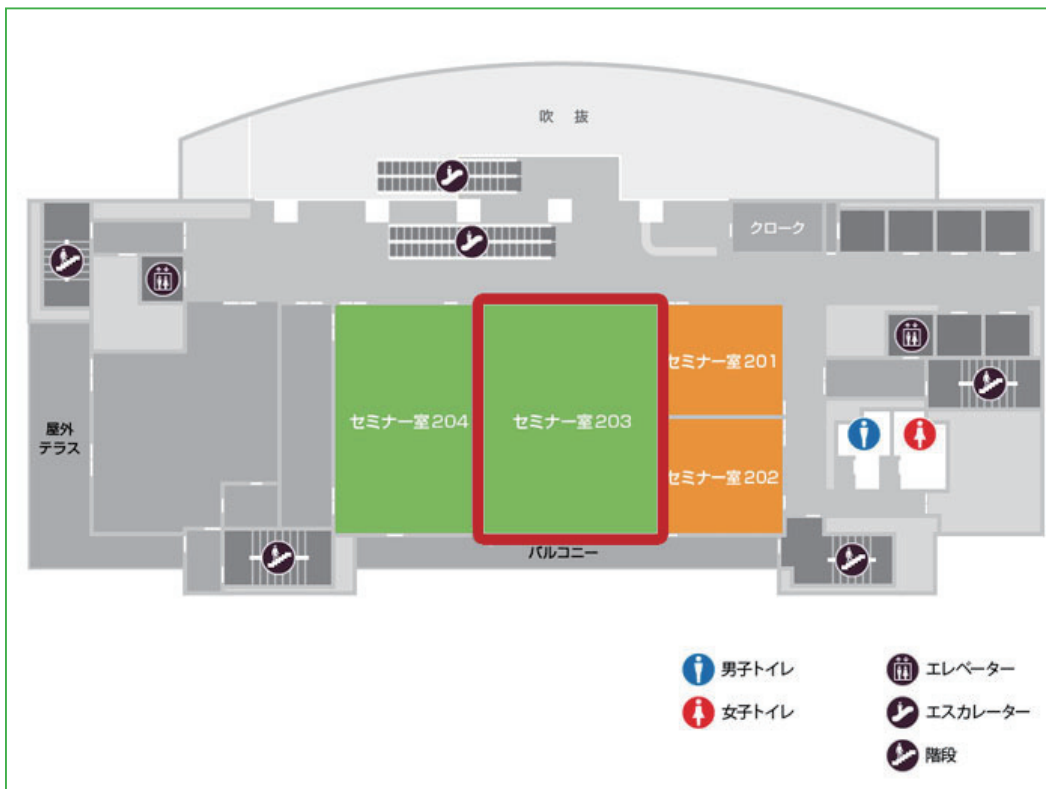 吹 抜
クローク
セミナー室201
セミナー室204
セミナー室203
屋外
テラス
セミナー室202
バルコニー
男子トイレ
エレベーター
女子トイレ
エスカレーター
階段